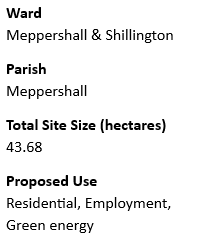 Ward
Meppershall & Shillington
Parish
Meppershall
Total Site Size (hectares)
43.68
Proposed Use
Residential, Employment,
Green energy